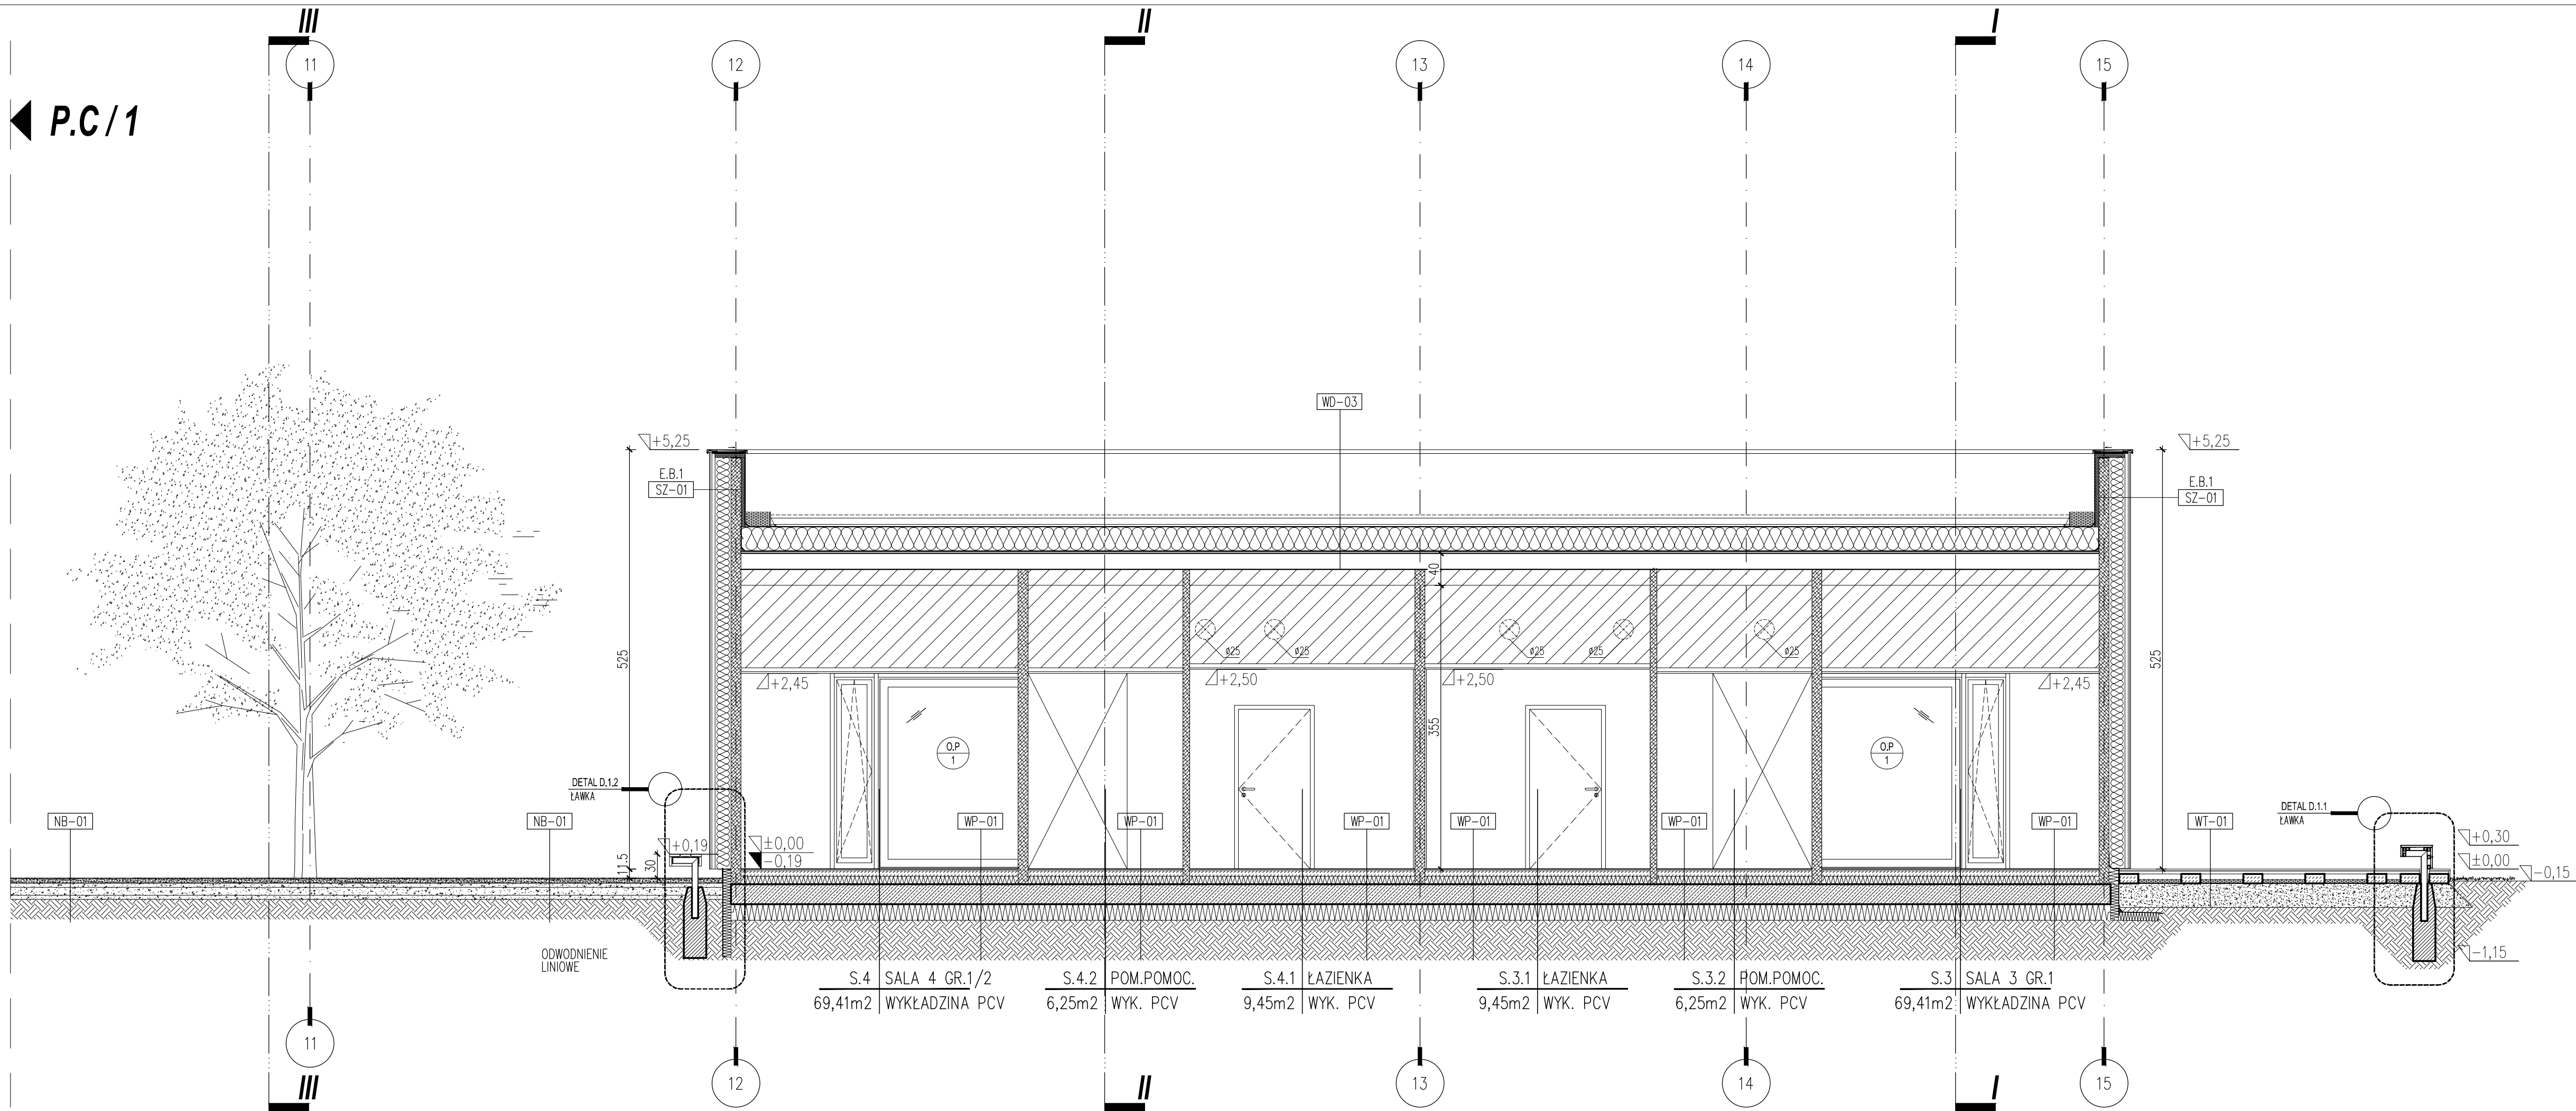 III
II
I
11
12
13
14
15
P.C / 1
WD-03
+5,25
+5,25
E.B.1
SZ-01
E.B.1
SZ-01
40
ø25
ø25
ø25
ø25
ø25
525
525
+2,45
+2,50
+2,50
+2,45
355
O.P
1
O.P
1
DETAL D.1.2
ŁAWKA
DETAL D.1.1
ŁAWKA
NB-01
NB-01
WP-01
WP-01
WP-01
WP-01
WP-01
WP-01
WT-01
+0,19
±0,00
-0,19
11.5
30
+0,30
±0,00
-0,15
-1,15
ODWODNIENIE
LINIOWE
S.4 SALA 4 GR.1/2
69,41m2 WYKŁADZINA PCV
S.4.2 POM.POMOC.
6,25m2 WYK. PCV
S.4.1 ŁAZIENKA
9,45m2 WYK. PCV
S.3.1 ŁAZIENKA
9,45m2 WYK. PCV
S.3.2 POM.POMOC.
6,25m2 WYK. PCV
S.3 SALA 3 GR.1
69,41m2 WYKŁADZINA PCV
11
12
13
14
15
III
II
I